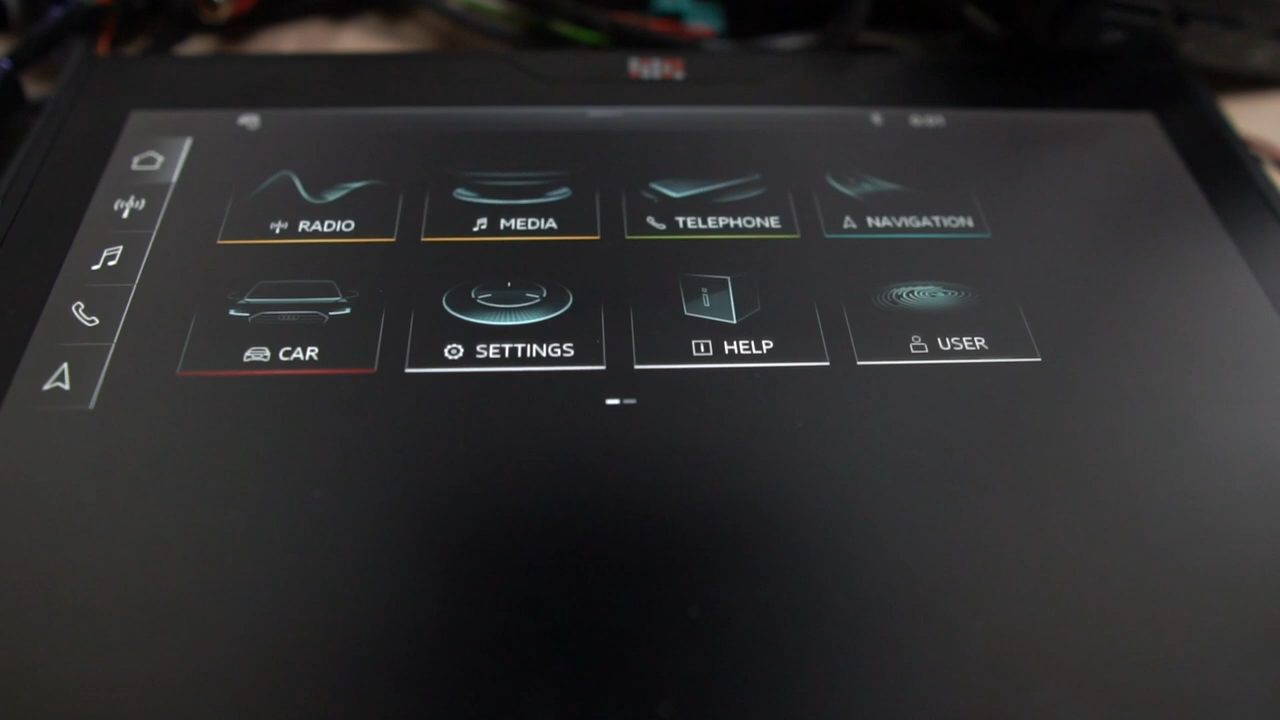 RADIO
MEDIA
TELEPHONE
NAVIGATION
CAR
SETTINGS
HELP
USER